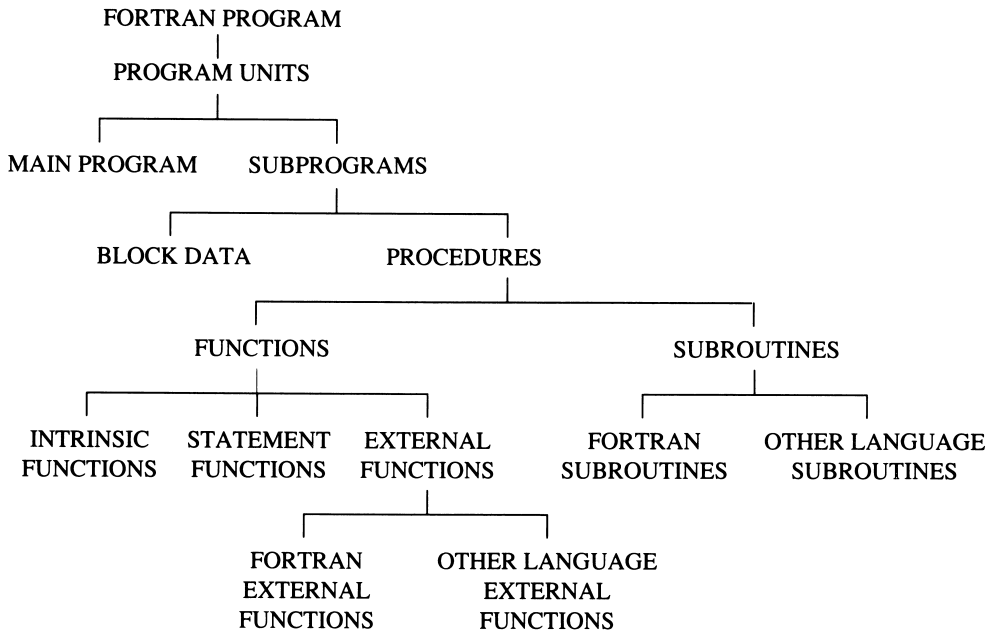 FORTRAN PROGRAM
PROGRAM UNITS
MAIN PROGRAM
SUBPROGRAMS
BLOCK DATA
PROCEDURES
FUNCTIONS
SUBROUTINES
INTRINSIC
FUNCTIONS
STATEMENT
FUNCTIONS
EXTERNAL
FUNCTIONS
FORTRAN
SUBROUTINES
OTHER LANGUAGE
SUBROUTINES
FORTRAN
EXTERNAL
FUNCTIONS
OTHER LANGUAGE
EXTERNAL
FUNCTIONS